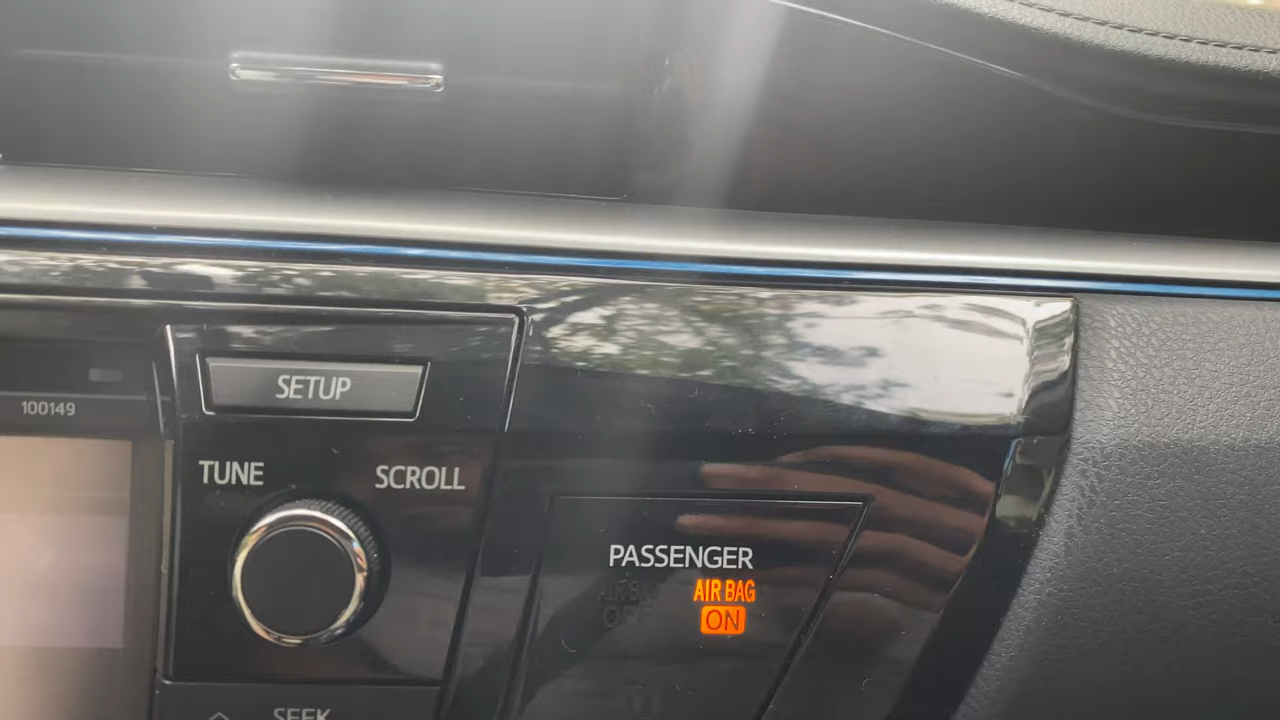 SETUP
100149
TUNE
SCROLL
PASSENGER
AIR BAG
OFF
AIR BAG
ON
SEEK